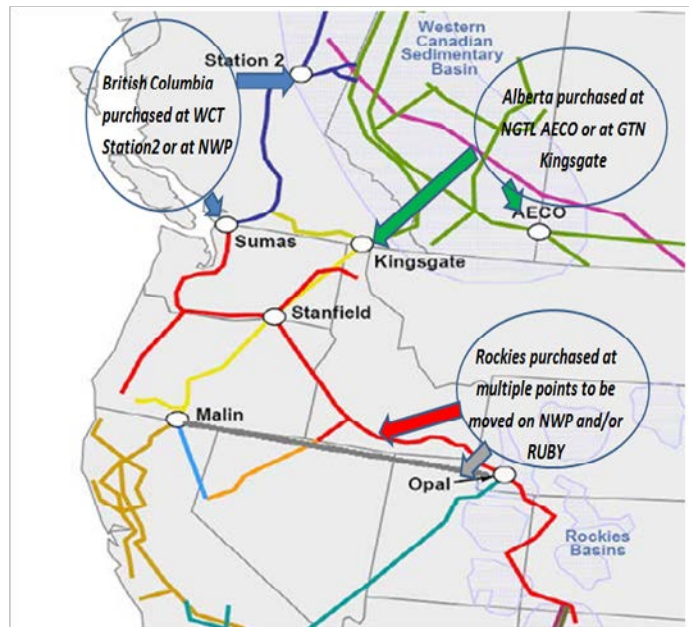 Western
Canadian
Sedimentary
Basin
Station 2
British Columbia
purchased at WCT
Station2 or at NWP
Alberta purchased at
NGTL AECO or at GTN
Kingsgate
AECO
Sumas
Kingsgate
Stanfield
Rockies purchased at
multiple points to be
moved on NWP and/or
RUBY
Malin
Opal
Rockies
Basins